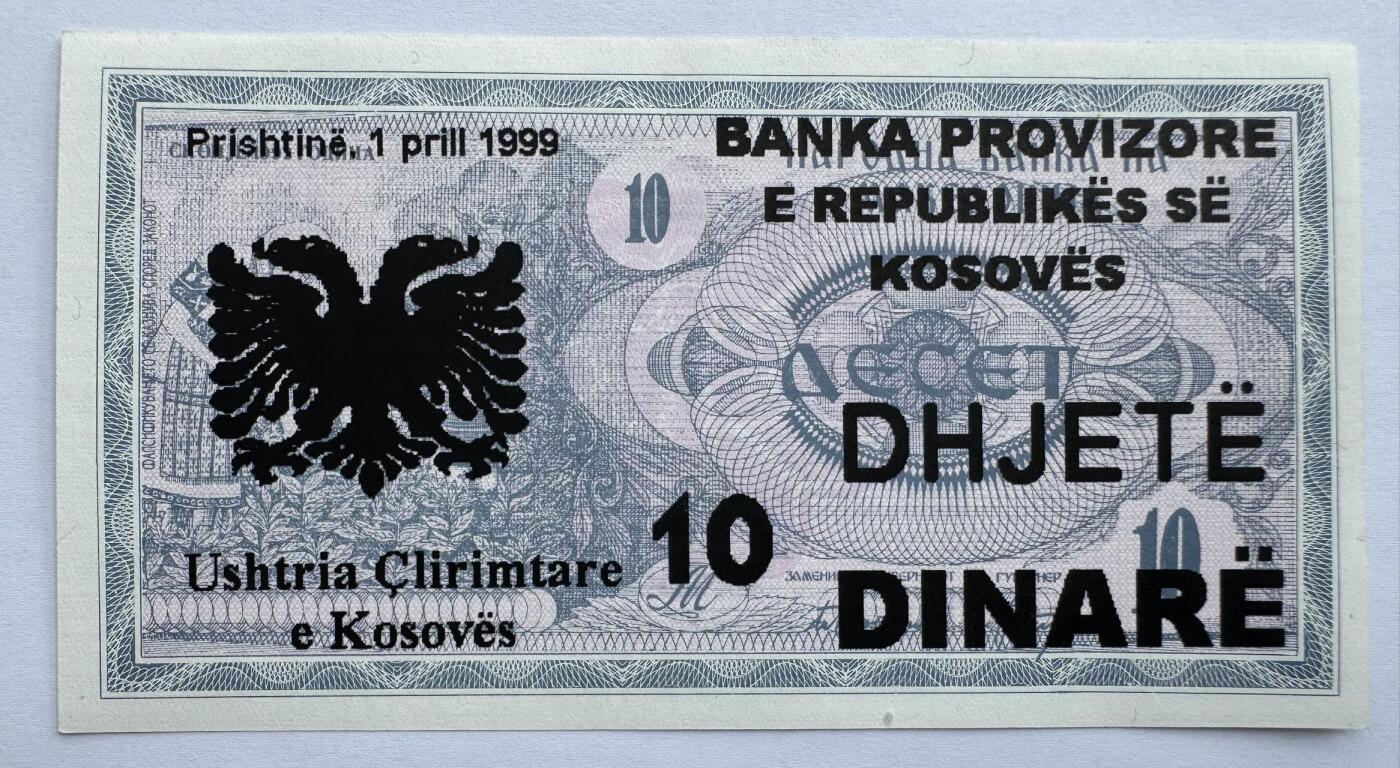 Prishtinë, 1 prill 1999
BANKA PROVIZORE
E REPUBLIKËS SË
KOSOVËS
10
ДЕСЕТ
DHJETË
10
10
DINARË
Ushtria Çlirimtare
e Kosovës